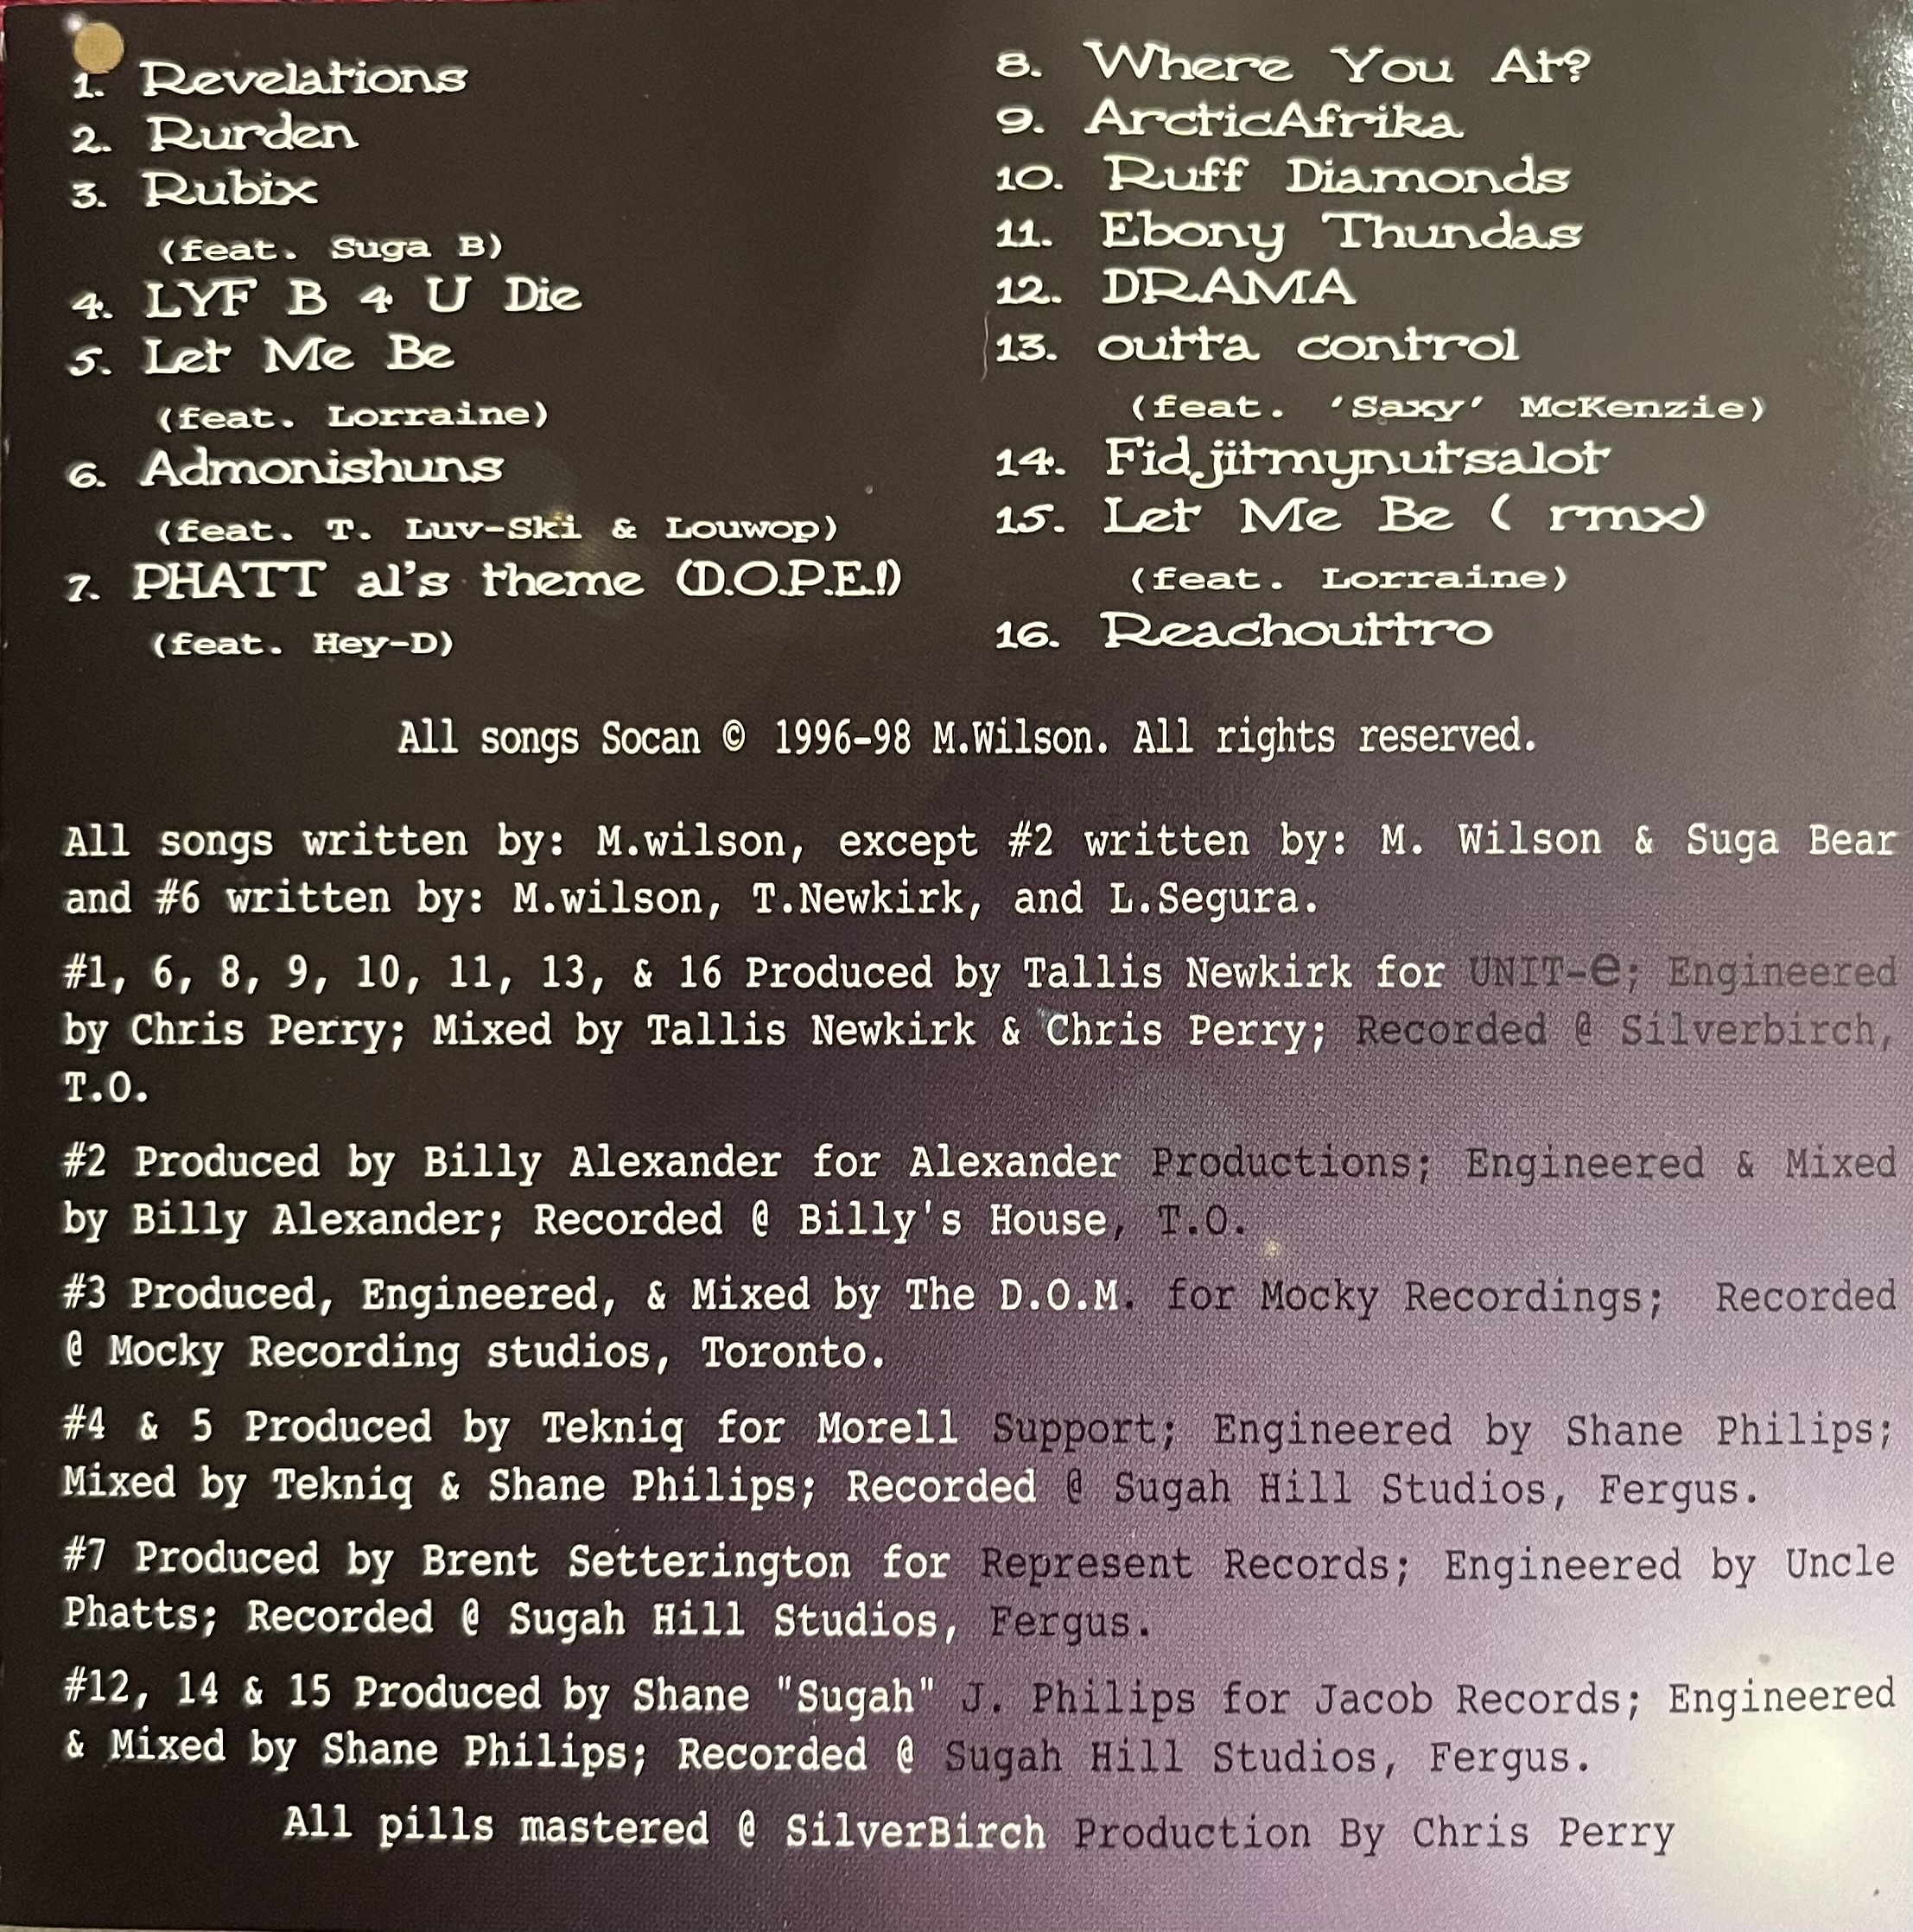 1. Revelations
2. Rurden
3. Rubix
(feat. Suga B)
4. LYF B 4 U Die
5. Let Me Be
(feat. Lorraine)
6. Admonishuns
(feat. T. Luv-Ski & Louwop)
7. PHATT al's theme (D.O.P.E.!)
(feat. Hey-D)
8. Where You At?
9. ArcticAfrika
10. Ruff Diamonds
11. Ebony Thundas
12. DRAMA
13. outta control
(feat. 'Saxy' McKenzie)
14. Fidjitmynutsalot
15. Let Me Be ( rmx)
(feat. Lorraine)
16. Reachouttro
All songs Socan © 1996-98 M.Wilson. All rights reserved.
All songs written by: M.wilson, except #2 written by: M. Wilson & Suga Bear
and #6 written by: M.wilson, T.Newkirk, and L.Segura.
#1, 6, 8, 9, 10, 11, 13, & 16 Produced by Tallis Newkirk for UNIT-e; Engineered
by Chris Perry; Mixed by Tallis Newkirk & Chris Perry; Recorded @ Silverbirch,
T.O.
#2 Produced by Billy Alexander for Alexander Productions; Engineered & Mixed
by Billy Alexander; Recorded @ Billy's House, T.O.
#3 Produced, Engineered, & Mixed by The D.O.M. for Mocky Recordings; Recorded
@ Mocky Recording studios, Toronto.
#4 & 5 Produced by Tekniq for Morell Support; Engineered by Shane Philips;
Mixed by Tekniq & Shane Philips; Recorded @ Sugah Hill Studios, Fergus.
#7 Produced by Brent Setterington for Represent Records; Engineered by Uncle
Phatts; Recorded @ Sugah Hill Studios, Fergus.
#12, 14 & 15 Produced by Shane "Sugah" J. Philips for Jacob Records; Engineered
& Mixed by Shane Philips; Recorded @ Sugah Hill Studios, Fergus.
All pills mastered @ SilverBirch Production By Chris Perry